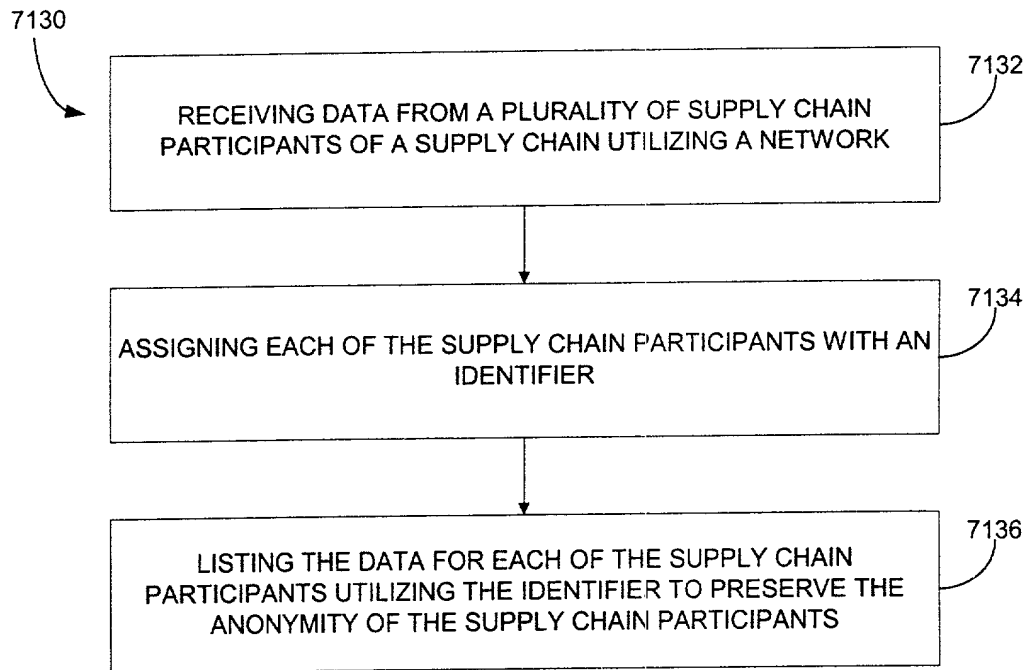 7130
7132
RECEIVING DATA FROM A PLURALITY OF SUPPLY CHAIN
PARTICIPANTS OF A SUPPLY CHAIN UTILIZING A NETWORK
7134
ASSIGNING EACH OF THE SUPPLY CHAIN PARTICIPANTS WITH AN
IDENTIFIER
7136
LISTING THE DATA FOR EACH OF THE SUPPLY CHAIN
PARTICIPANTS UTILIZING THE IDENTIFIER TO PRESERVE THE
ANONYMITY OF THE SUPPLY CHAIN PARTICIPANTS